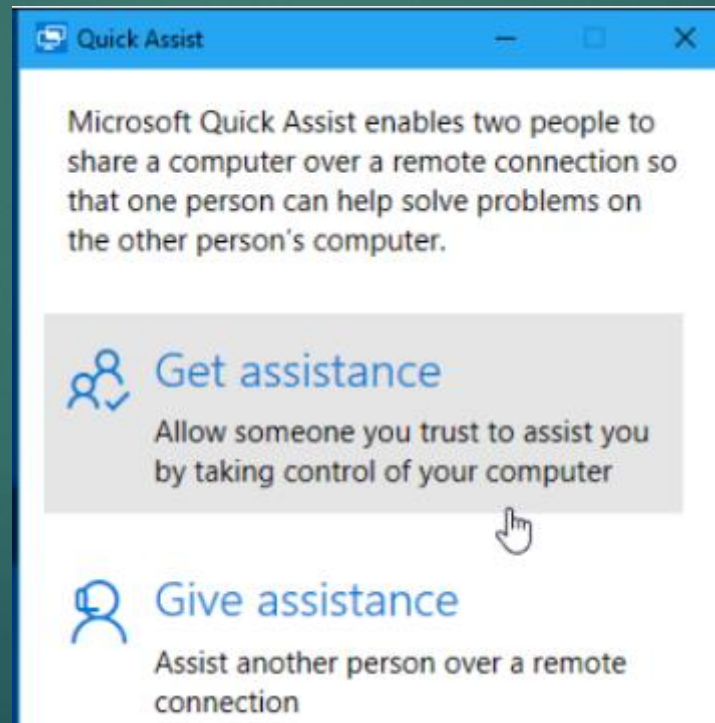 Quick Assist
Microsoft Quick Assist enables two people to
share a computer over a remote connection so
that one person can help solve problems on
the other person's computer.
Get assistance
Allow someone you trust to assist you
by taking control of your computer
Give assistance
Assist another person over a remote
connection